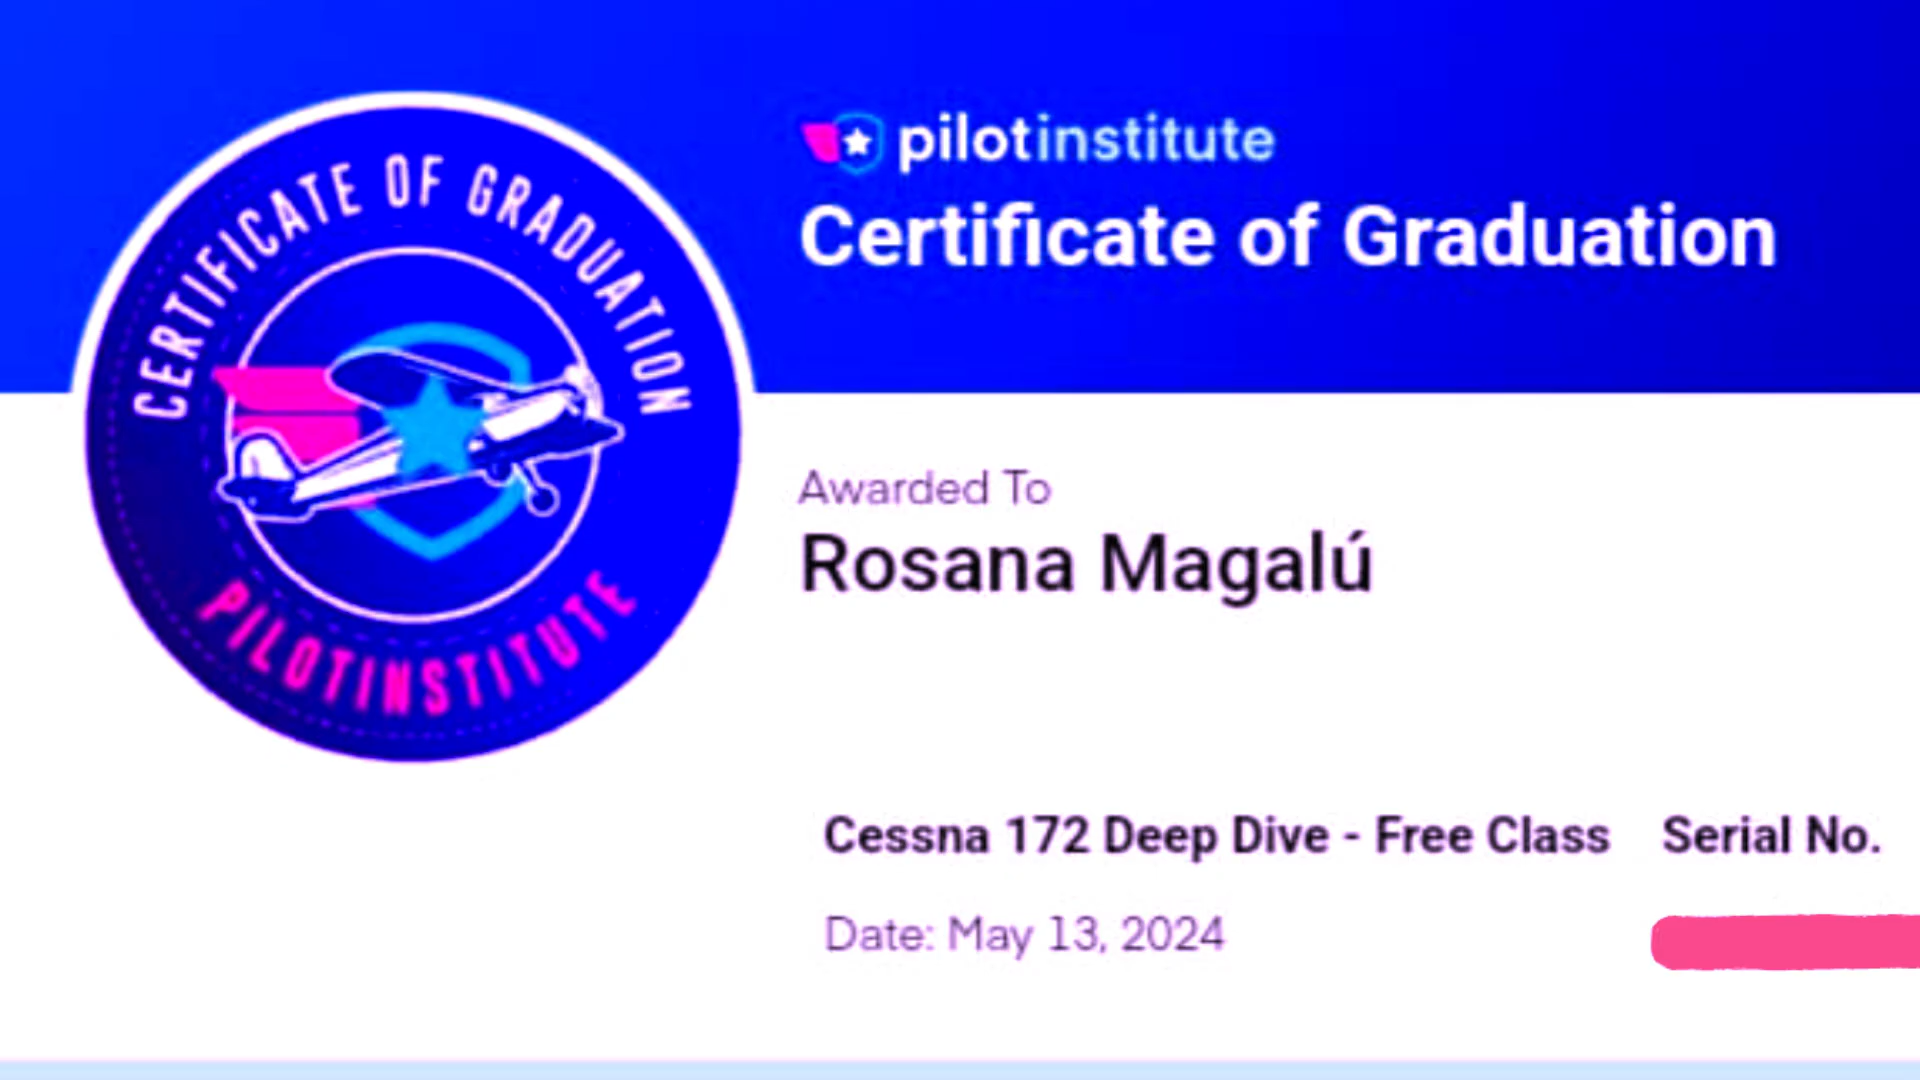 CERTIFICATE OF GRADUATION
PILOTINSTITUTE
pilotinstitute
Certificate of Graduation
Awarded To
Rosana Magalú
Cessna 172 Deep Dive - Free Class
Serial No.
Date: May 13, 2024